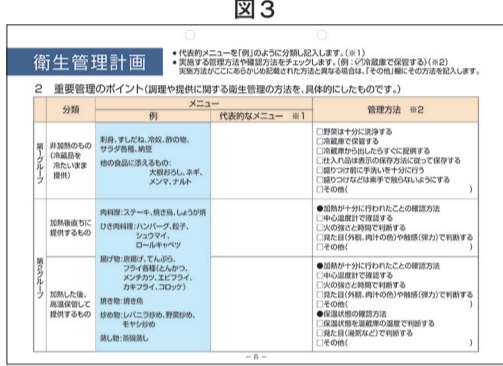 図3
衛生管理計画
●代表的メニューを「例」のように分類し記入します。(※1)
●実施する管理方法や確認方法をチェックします。(例:☑冷蔵庫で保管する)(※2)
実施方法がここにあらかじめ記載された方法と異なる場合は、「その他」欄にその方法を記入します。
2 重要管理のポイント(調理や提供に関する衛生管理の方法を、具体的にしたものです。)
分類
メニュー
管理方法 ※2
例
代表的なメニュー ※1
第1グループ
非加熱のもの
(冷蔵品を
冷たいまま
提供)
刺身、すしだね、冷奴、酢の物、
サラダ各種、納豆
他の食品に添えるもの:
大根おろし、ネギ、
メンマ、ナルト
□野菜は十分に洗浄する
□冷蔵庫で保管する
□冷蔵庫から出したらすぐに提供する
□仕入れ品は表示の保存方法に従って保存する
□盛りつけ前に手洗いを十分に行う
□盛りつけなどは素手で触らないようにする
□その他( )
第2グループ
加熱後直ちに
提供するもの
肉料理:ステーキ、焼き鳥、しょうが焼
ひき肉料理:ハンバーグ、餃子、
シュウマイ、
ロールキャベツ
揚げ物:唐揚げ、てんぷら、
フライ各種(とんかつ、
メンチカツ、エビフライ、
カキフライ、コロッケ)
焼き物:焼き魚
炒め物:レバニラ炒め、野菜炒め、
モヤシ炒め
蒸し物:茶碗蒸し
●加熱が十分に行われたことの確認方法
□中心温度計で確認する
□火の強さと時間で判断する
□見た目(外観、肉汁の色)や触感(弾力)で判断する
□その他( )
加熱した後、
高温保管して
提供するもの
●加熱が十分に行われたことの確認方法
□中心温度計で確認する
□火の強さと時間で判断する
□見た目(外観、肉汁の色)や触感(弾力)で判断する
□その他( )
●保温状態の確認方法
□保温状態を温蔵庫の温度で判断する
□見た目(湯気など)で判断する
□その他( )
－6－